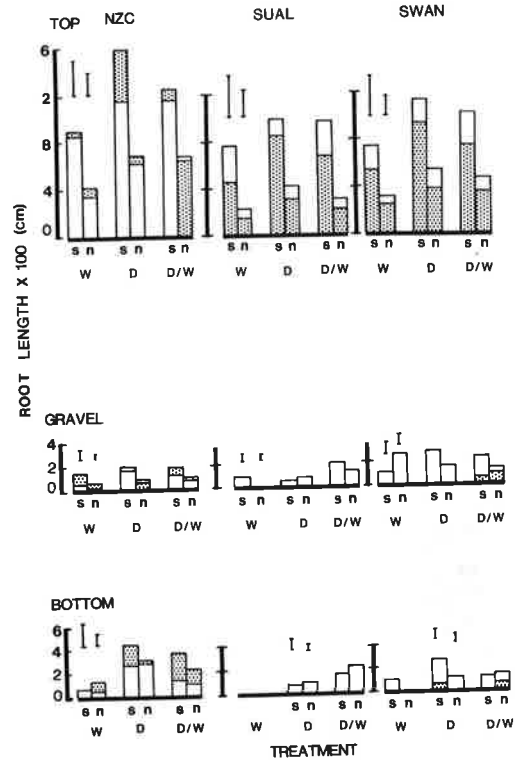 TOP NZC SUAL SWAN
6
2
8
4
0
s n s n s n s n s n s n s n s n s n
W D D/W W D D/W W D D/W
ROOT LENGTH X 100 (cm)
GRAVEL
4
2
0
s n s n s n s n s n s n s n s n s n
W D D/W W D D/W W D D/W
BOTTOM
6
4
2
0
s n s n s n s n s n s n s n s n
W D D/W W D D/W W D D/W
TREATMENT